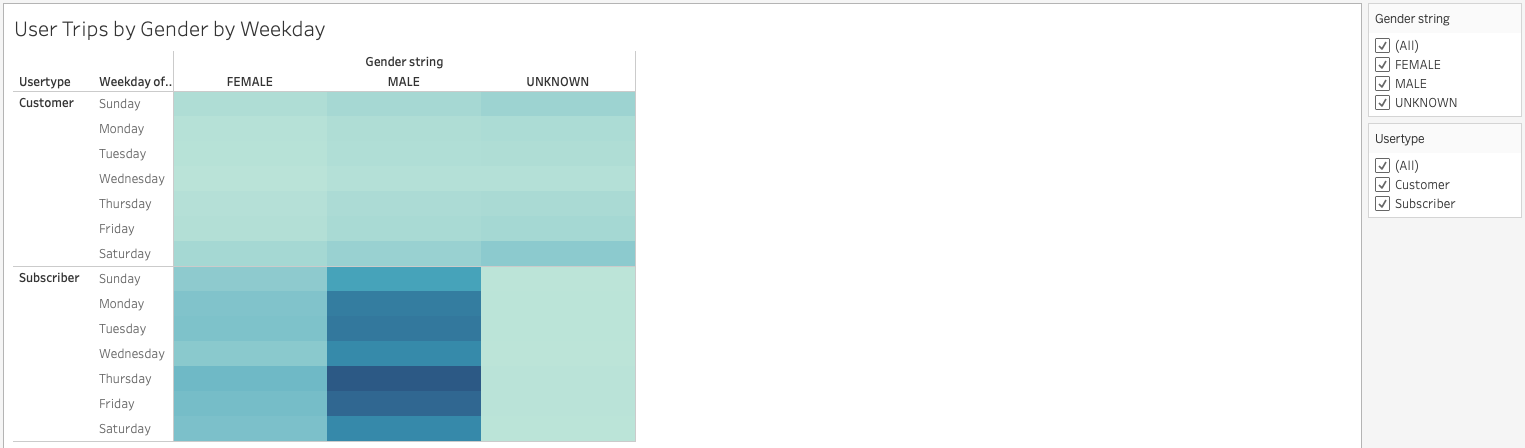 User Trips by Gender by Weekday
Gender string
Usertype Weekday of.. FEMALE MALE UNKNOWN
Customer Sunday
Monday
Tuesday
Wednesday
Thursday
Friday
Saturday
Subscriber Sunday
Monday
Tuesday
Wednesday
Thursday
Friday
Saturday
Gender string
(All)
FEMALE
MALE
UNKNOWN
Usertype
(All)
Customer
Subscriber